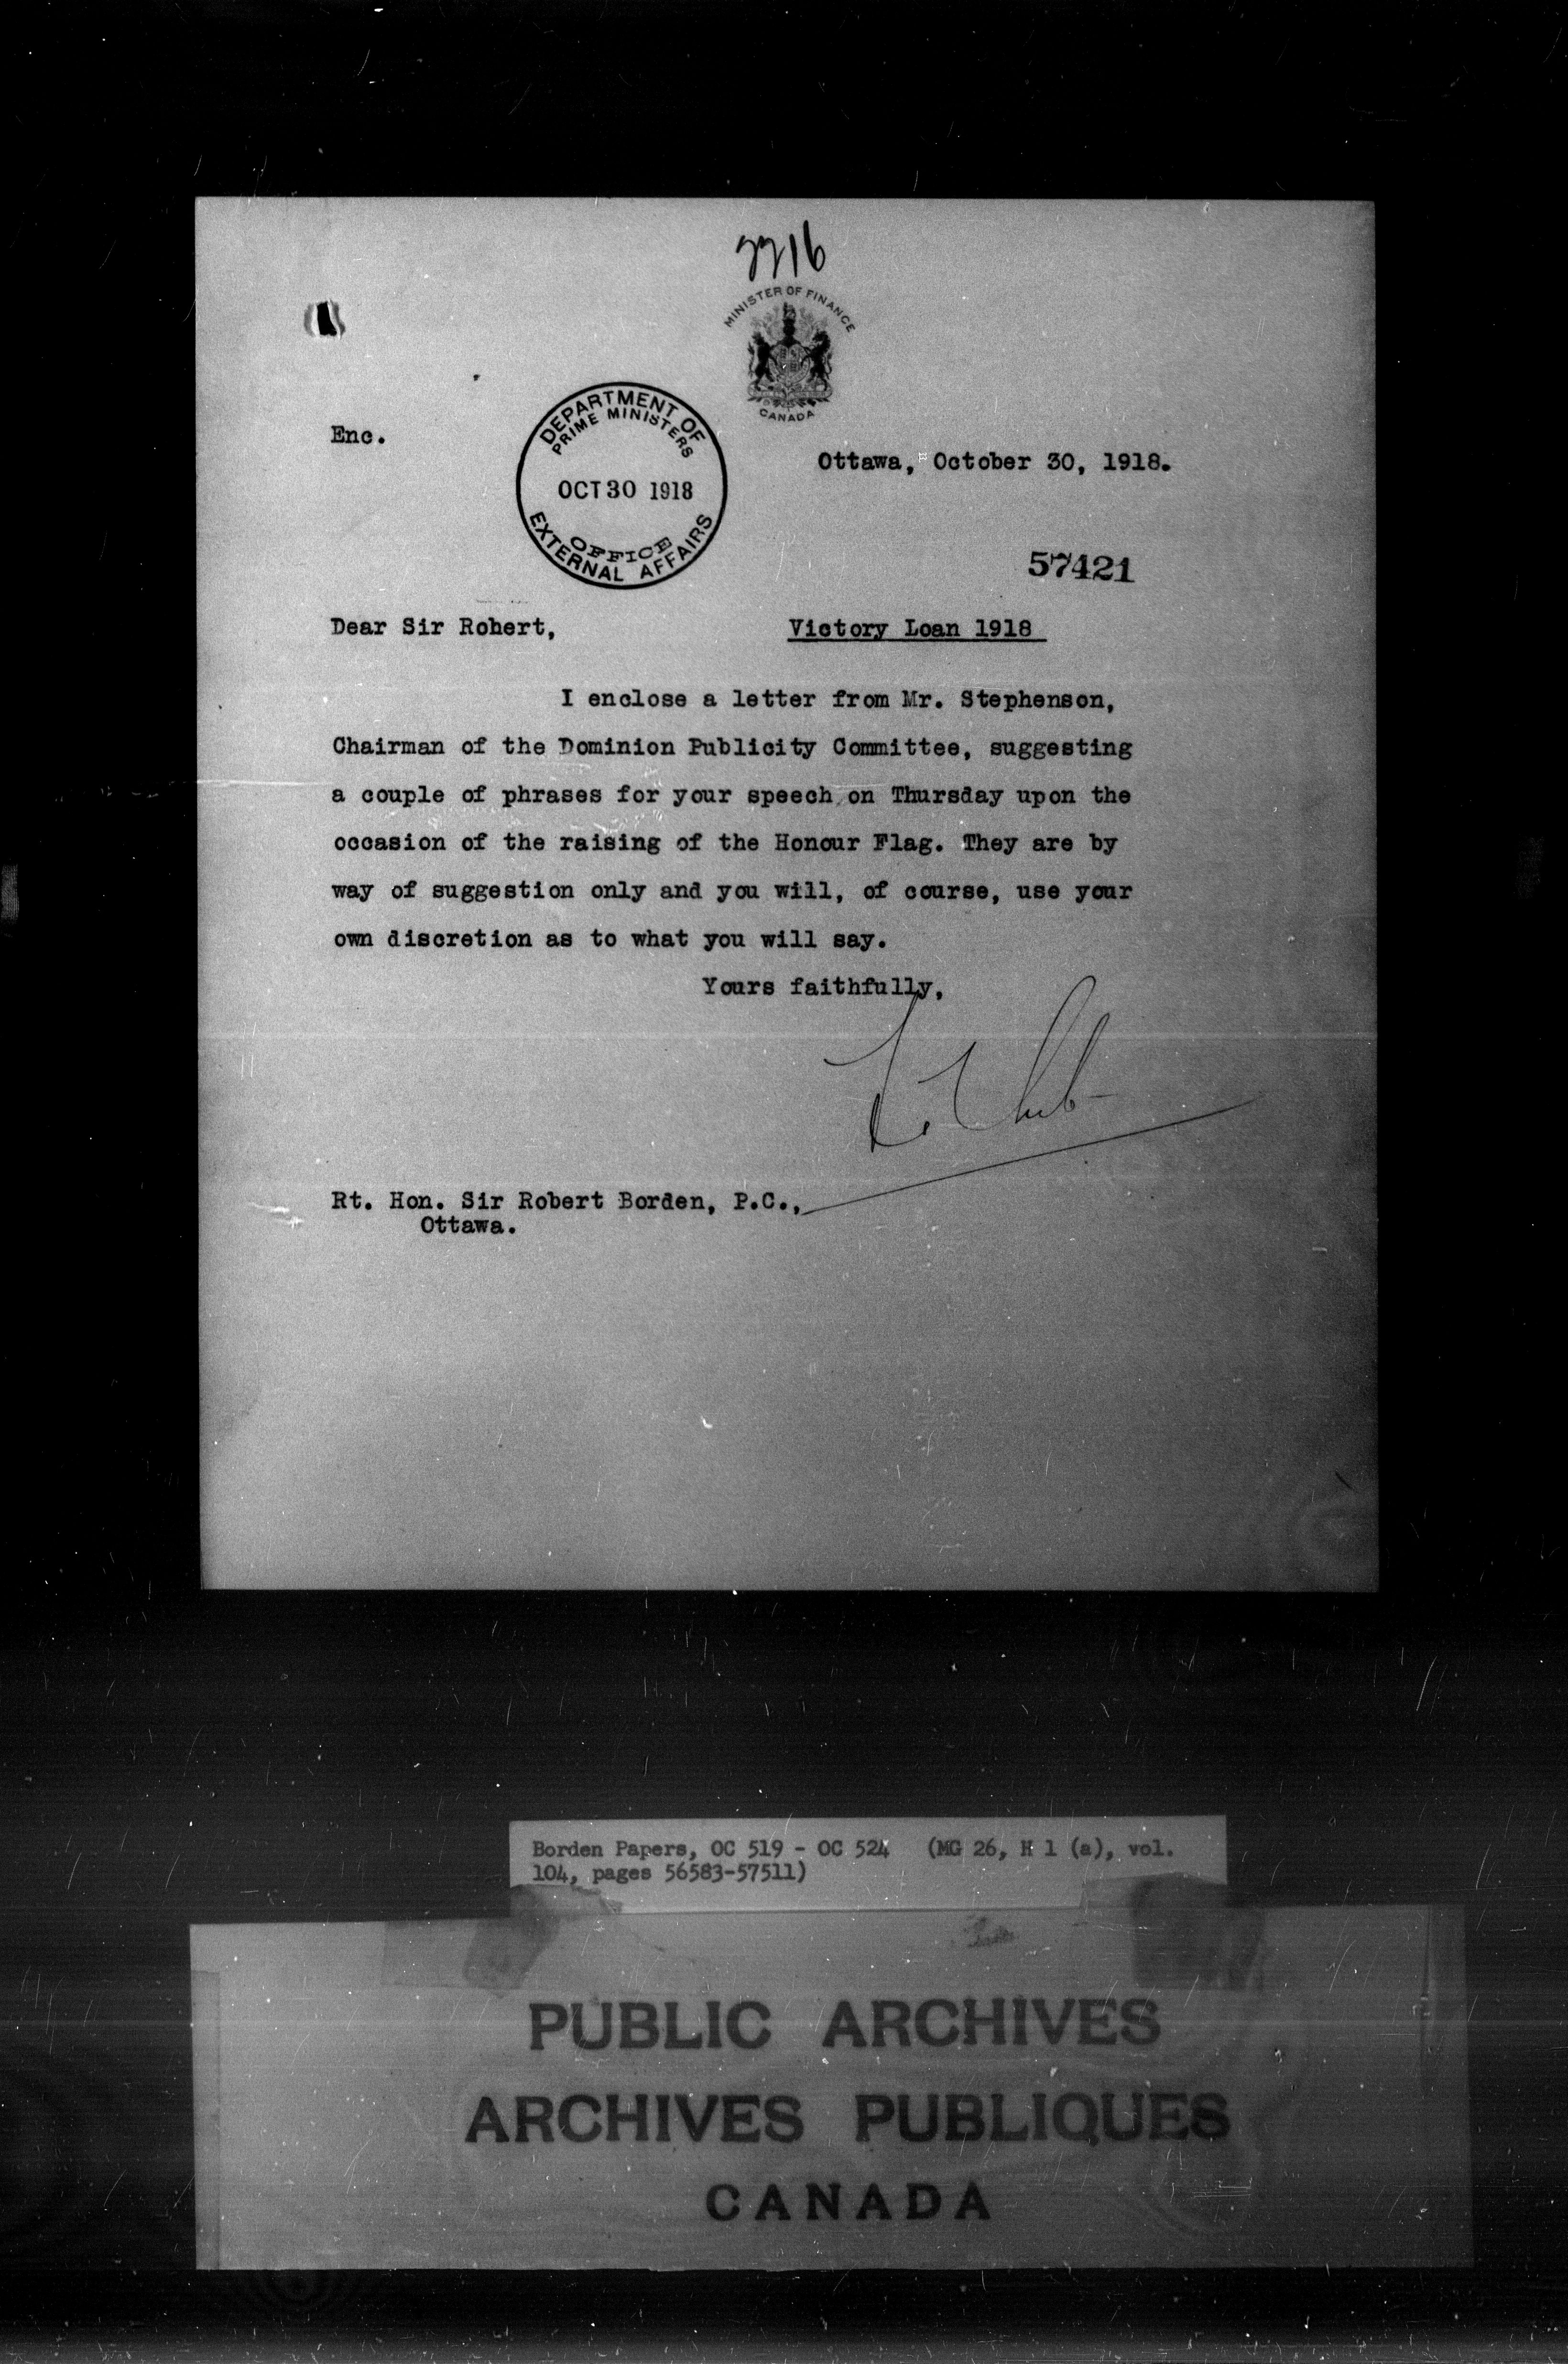 2216
MINISTER OF FINANCE
CANADA
Enc.
DEPARTMENT OF
PRIME MINISTERS
OCT 30 1918
OFFICE
EXTERNAL AFFAIRS
Ottawa, October 30, 1918.
57421
Dear Sir Robert,
Victory Loan 1918
I enclose a letter from Mr. Stephenson,
Chairman of the Dominion Publicity Committee, suggesting
a couple of phrases for your speech on Thursday upon the
occasion of the raising of the Honour Flag. They are by
way of suggestion only and you will, of course, use your
own discretion as to what you will say.
Yours faithfully,
Rt. Hon. Sir Robert Borden, P.C.,
Ottawa.
Borden Papers, OC 519 - OC 524 (MG 26, H 1 (a), vol.
104, pages 56583-57511)
PUBLIC ARCHIVES
ARCHIVES PUBLIQUES
CANADA